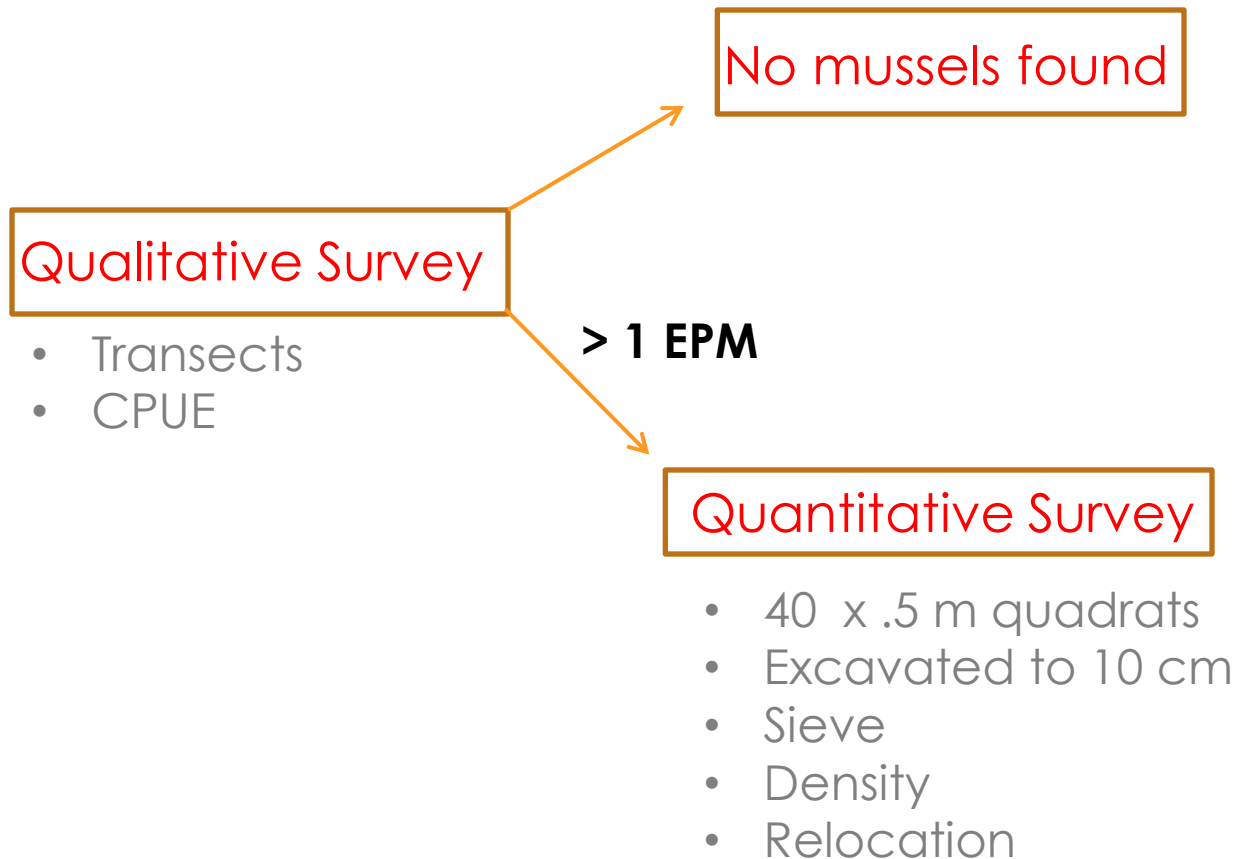 No mussels found
Qualitative Survey
• Transects
• CPUE
> 1 EPM
Quantitative Survey
• 40 x .5 m quadrats
• Excavated to 10 cm
• Sieve
• Density
• Relocation